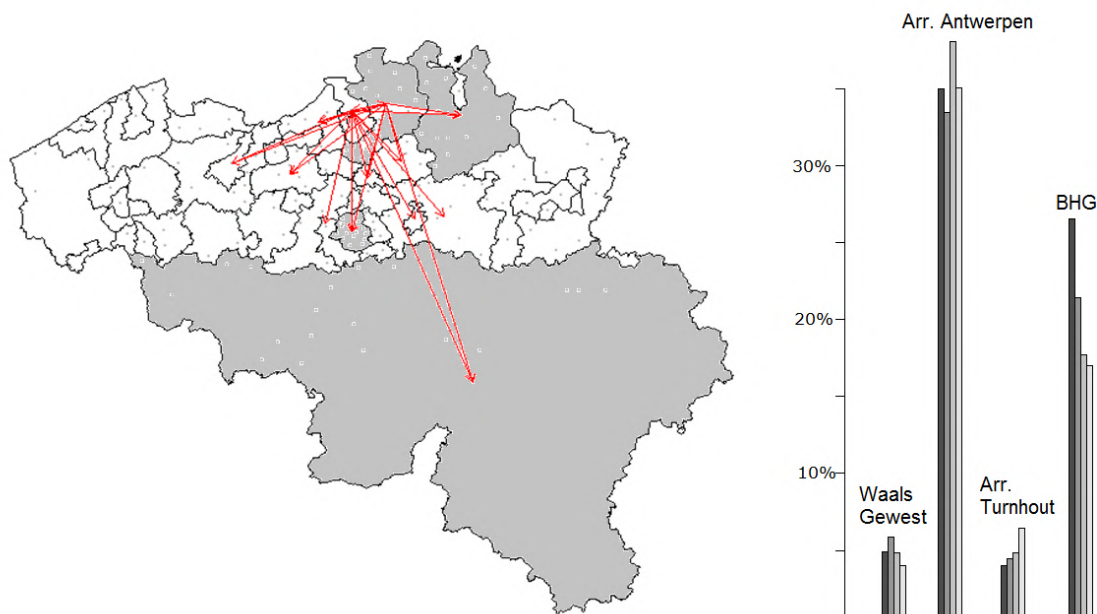 Arr. Antwerpen
30%
BHG
20%
10%
Waals
Gewest
Arr.
Turnhout